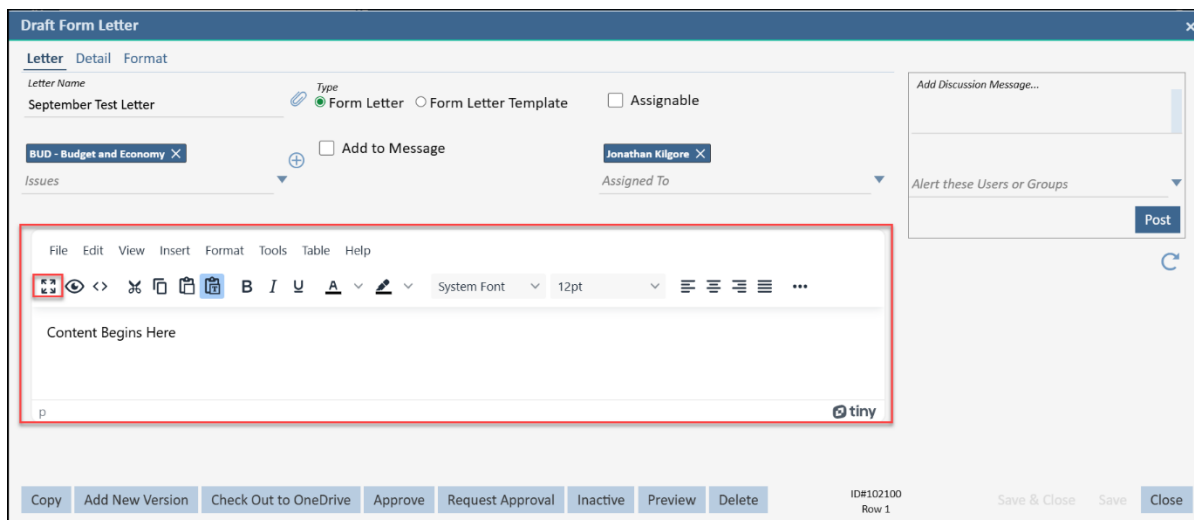 Draft Form Letter
Letter Detail Format
Letter Name
September Test Letter
Type
Form Letter Form Letter Template
Assignable
Add Discussion Message...
BUD - Budget and Economy
Add to Message
Jonathan Kilgore
Issues
Assigned To
Alert these Users or Groups
Post
File Edit View Insert Format Tools Table Help
B I U A System Font 12pt
Content Begins Here
p
tiny
Copy Add New Version Check Out to OneDrive Approve Request Approval Inactive Preview Delete
ID#102100
Row 1
Save & Close Save Close